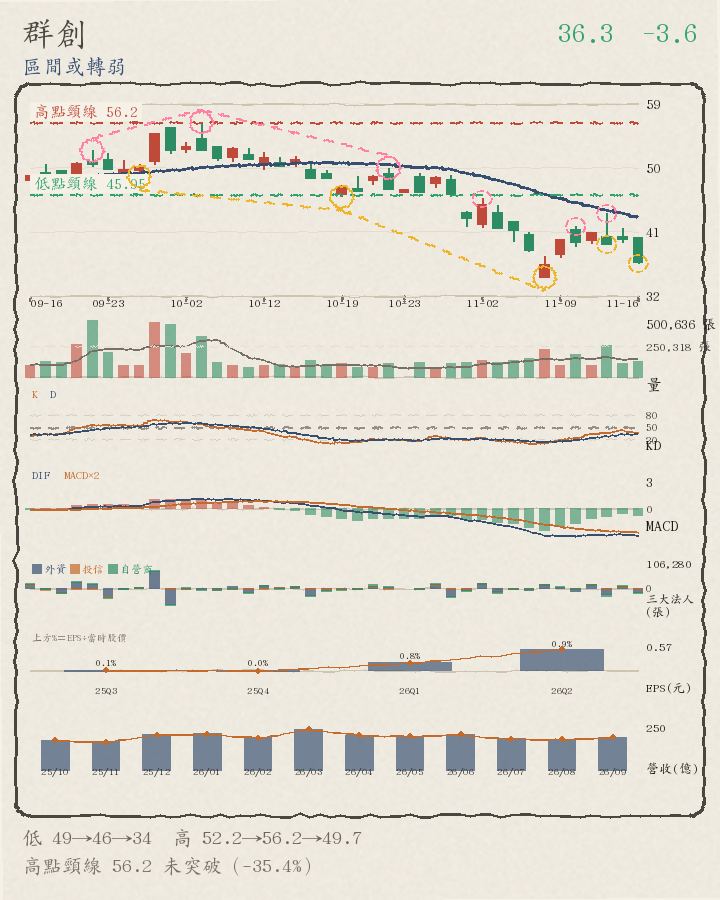 群創
36.3 -3.6
區間或轉弱
高點頸線 56.2
低點頸線 45.95
59
50
41
32
09-16 09-23 10-02 10-12 10-19 10-23 11-02 11-09 11-16
500,636 張
250,318 張
量
K D
80
50
20
KD
DIF MACD×2
3
0
MACD
外資 投信 自營商
106,280
0
三大法人
(張)
上方%=EPS÷當時股價
0.57
0.1% 0.0% 0.8% 0.9%
25Q3 25Q4 26Q1 26Q2
EPS(元)
250
25/10 25/11 25/12 26/01 26/02 26/03 26/04 26/05 26/06 26/07 26/08 26/09
營收(億)
低 49→46→34 高 52.2→56.2→49.7
高點頸線 56.2 未突破 (-35.4%)